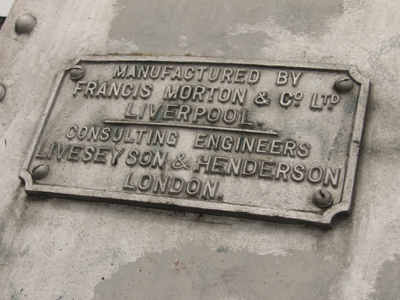 MANUFACTURED BY
FRANCIS MORTON & Co LTD
LIVERPOOL.
CONSULTING ENGINEERS
LIVESEY SON & HENDERSON
LONDON.